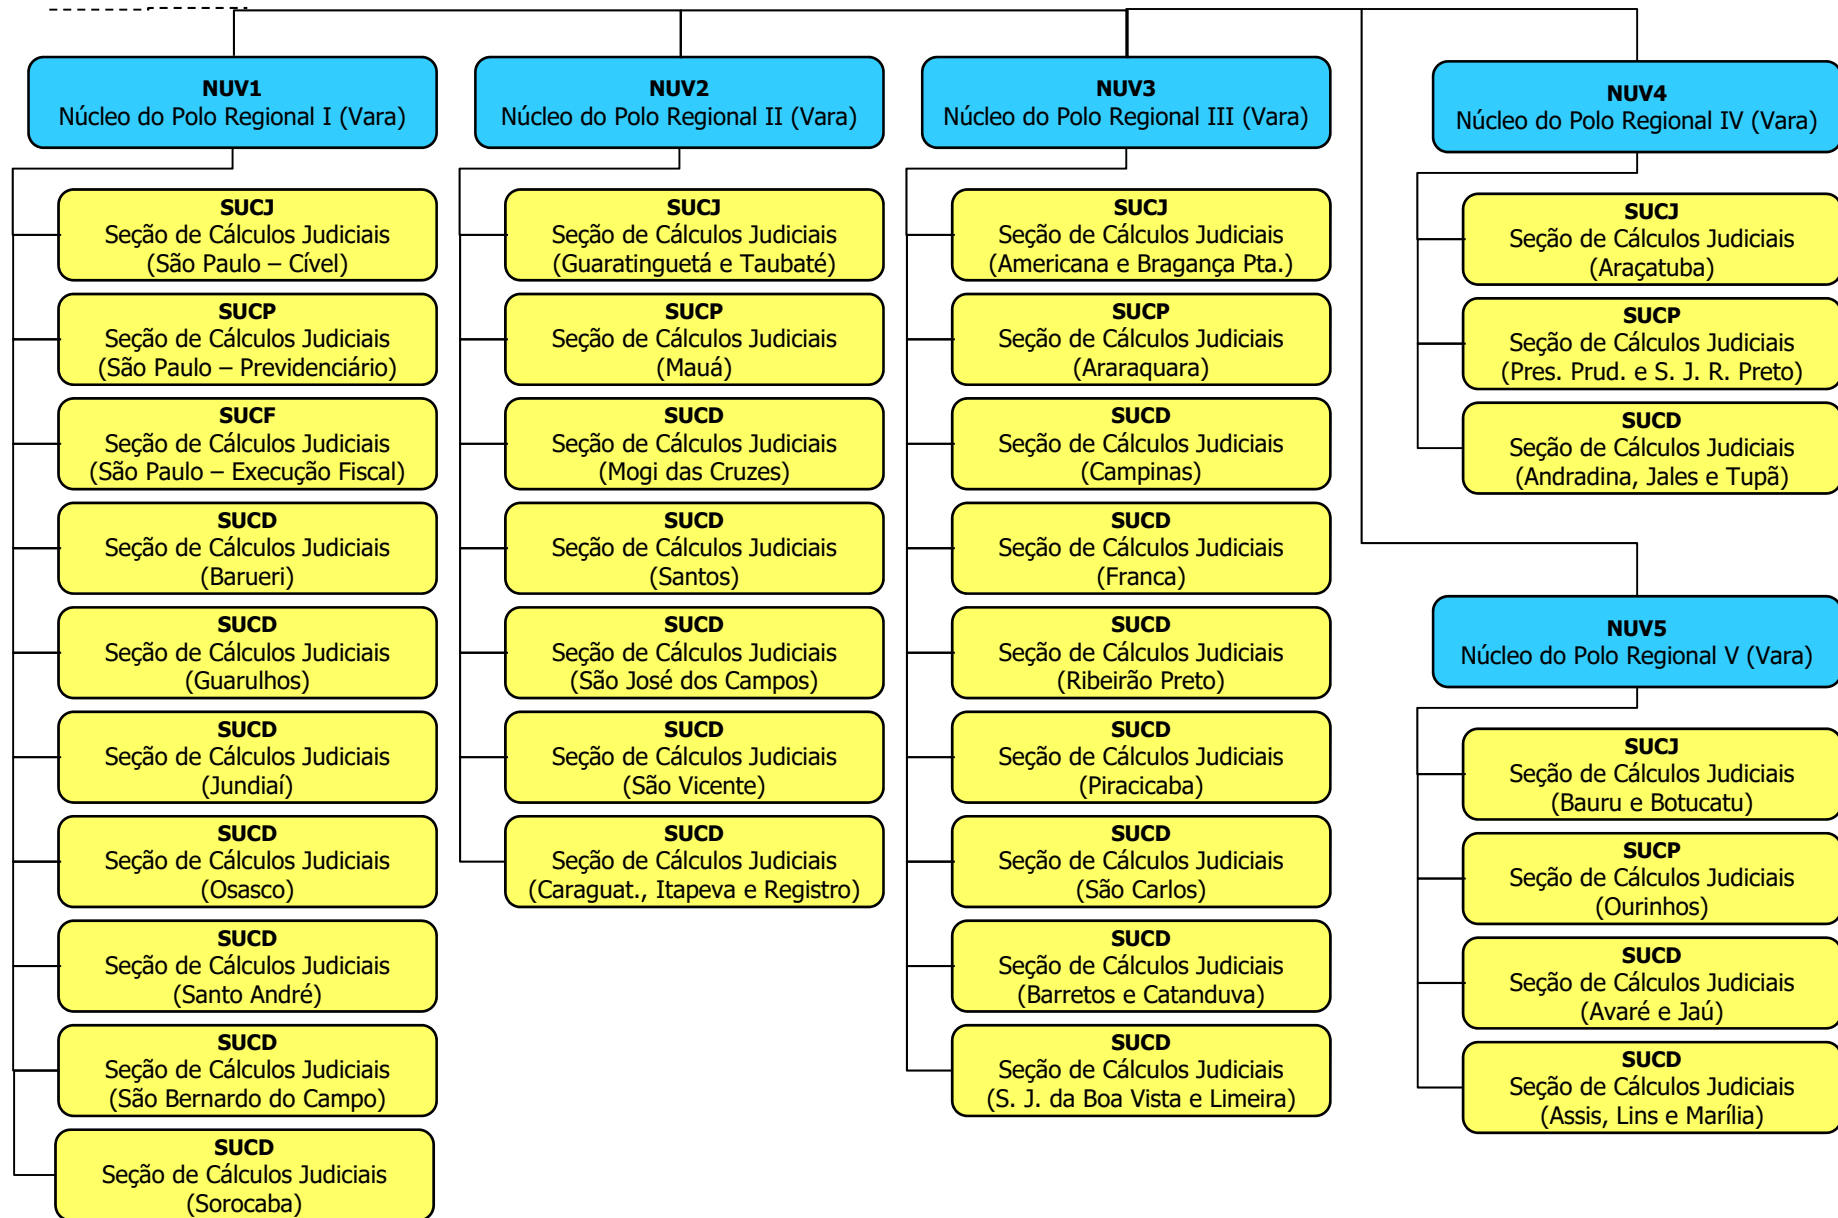 NUV1
Núcleo do Polo Regional I (Vara)
SUCJ
Seção de Cálculos Judiciais
(São Paulo – Cível)
SUCP
Seção de Cálculos Judiciais
(São Paulo – Previdenciário)
SUCF
Seção de Cálculos Judiciais
(São Paulo – Execução Fiscal)
SUCD
Seção de Cálculos Judiciais
(Barueri)
SUCD
Seção de Cálculos Judiciais
(Guarulhos)
SUCD
Seção de Cálculos Judiciais
(Jundiaí)
SUCD
Seção de Cálculos Judiciais
(Osasco)
SUCD
Seção de Cálculos Judiciais
(Santo André)
SUCD
Seção de Cálculos Judiciais
(São Bernardo do Campo)
SUCD
Seção de Cálculos Judiciais
(Sorocaba)
NUV2
Núcleo do Polo Regional II (Vara)
SUCJ
Seção de Cálculos Judiciais
(Guaratinguetá e Taubaté)
SUCP
Seção de Cálculos Judiciais
(Mauá)
SUCD
Seção de Cálculos Judiciais
(Mogi das Cruzes)
SUCD
Seção de Cálculos Judiciais
(Santos)
SUCD
Seção de Cálculos Judiciais
(São José dos Campos)
SUCD
Seção de Cálculos Judiciais
(São Vicente)
SUCD
Seção de Cálculos Judiciais
(Caraguat., Itapeva e Registro)
NUV3
Núcleo do Polo Regional III (Vara)
SUCJ
Seção de Cálculos Judiciais
(Americana e Bragança Pta.)
SUCP
Seção de Cálculos Judiciais
(Araraquara)
SUCD
Seção de Cálculos Judiciais
(Campinas)
SUCD
Seção de Cálculos Judiciais
(Franca)
SUCD
Seção de Cálculos Judiciais
(Ribeirão Preto)
SUCD
Seção de Cálculos Judiciais
(Piracicaba)
SUCD
Seção de Cálculos Judiciais
(São Carlos)
SUCD
Seção de Cálculos Judiciais
(Barretos e Catanduva)
SUCD
Seção de Cálculos Judiciais
(S. J. da Boa Vista e Limeira)
NUV4
Núcleo do Polo Regional IV (Vara)
SUCJ
Seção de Cálculos Judiciais
(Araçatuba)
SUCP
Seção de Cálculos Judiciais
(Pres. Prud. e S. J. R. Preto)
SUCD
Seção de Cálculos Judiciais
(Andradina, Jales e Tupã)
NUV5
Núcleo do Polo Regional V (Vara)
SUCJ
Seção de Cálculos Judiciais
(Bauru e Botucatu)
SUCP
Seção de Cálculos Judiciais
(Ourinhos)
SUCD
Seção de Cálculos Judiciais
(Avaré e Jaú)
SUCD
Seção de Cálculos Judiciais
(Assis, Lins e Marília)